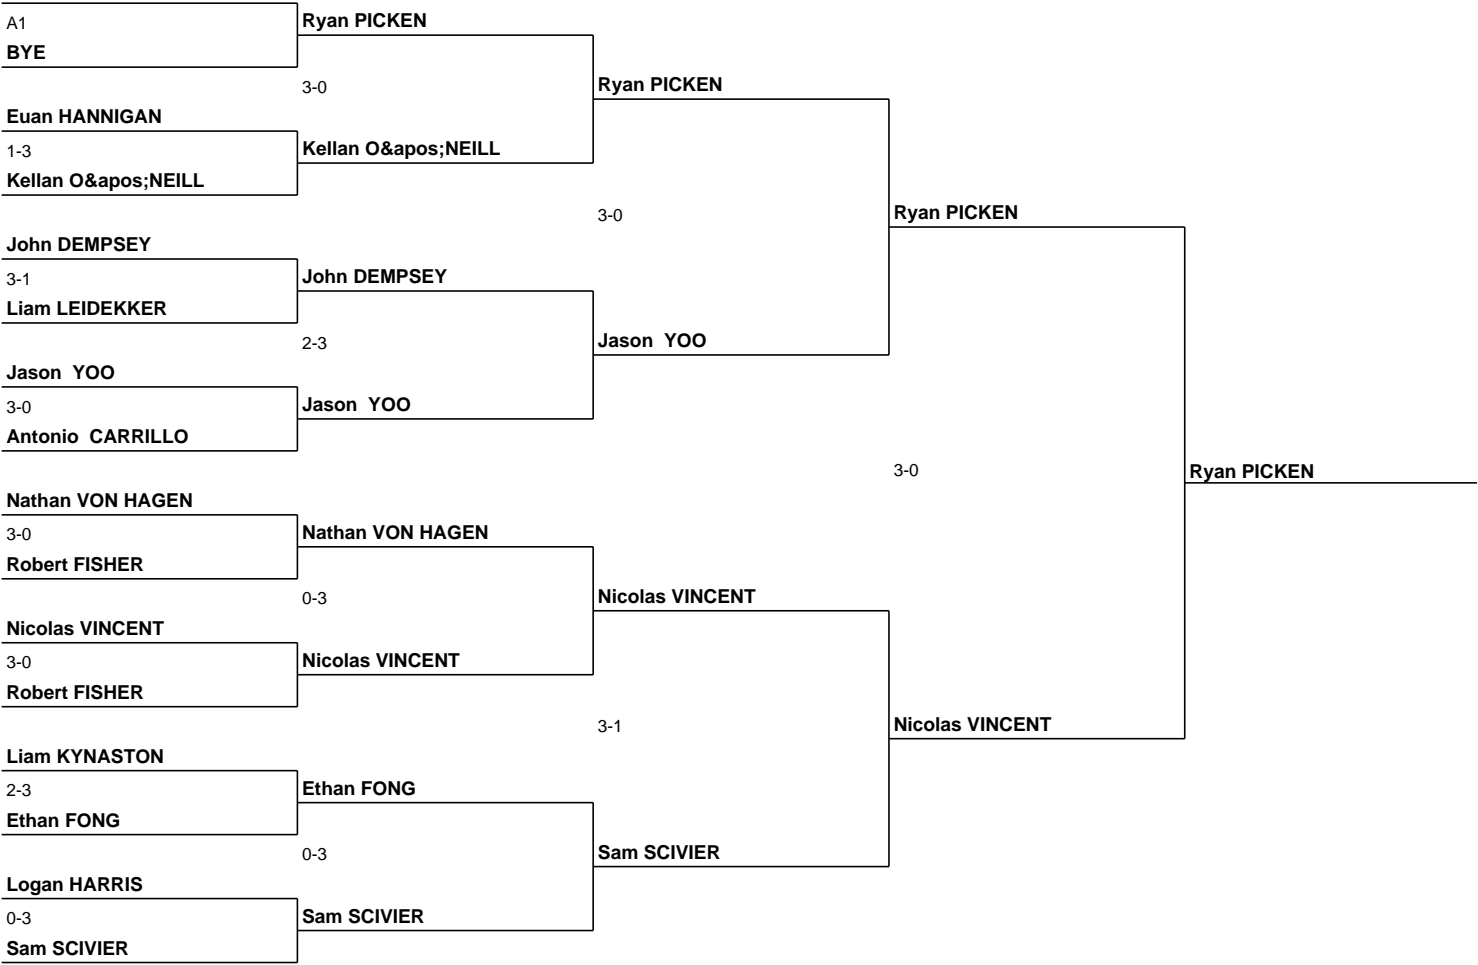 A1
BYE
Euan HANNIGAN
1-3
Kellan O&apos;NEILL
John DEMPSEY
3-1
Liam LEIDEKKER
Jason  YOO
3-0
Antonio  CARRILLO
Nathan VON HAGEN
3-0
Robert FISHER
Nicolas VINCENT
3-0
Robert FISHER
Liam KYNASTON
2-3
Ethan FONG
Logan HARRIS
0-3
Sam SCIVIER
Ryan PICKEN
3-0
Kellan O&apos;NEILL
John DEMPSEY
2-3
Jason  YOO
Nathan VON HAGEN
0-3
Nicolas VINCENT
Ethan FONG
0-3
Sam SCIVIER
Ryan PICKEN
3-0
Jason  YOO
Nicolas VINCENT
3-1
Sam SCIVIER
Ryan PICKEN
3-0
Nicolas VINCENT
Ryan PICKEN